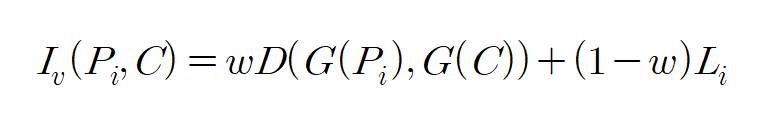 I_v(P_i, C) = wD(G(P_i), G(C)) + (1 − w)L_i